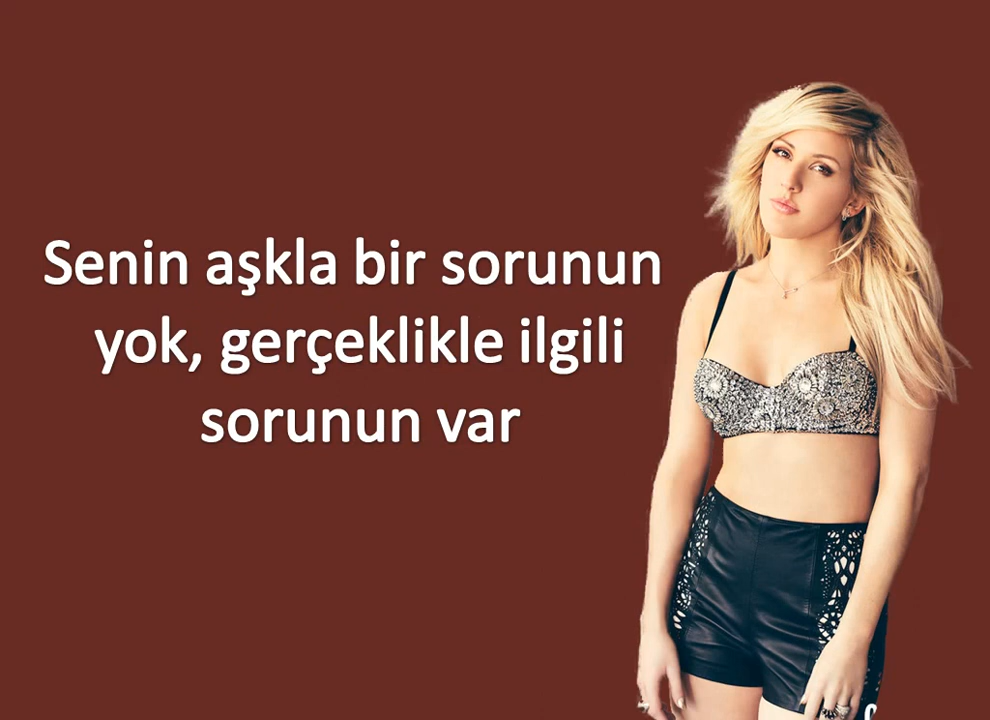 Senin aşkla bir sorunun
yok, gerçeklikle ilgili
sorunun var